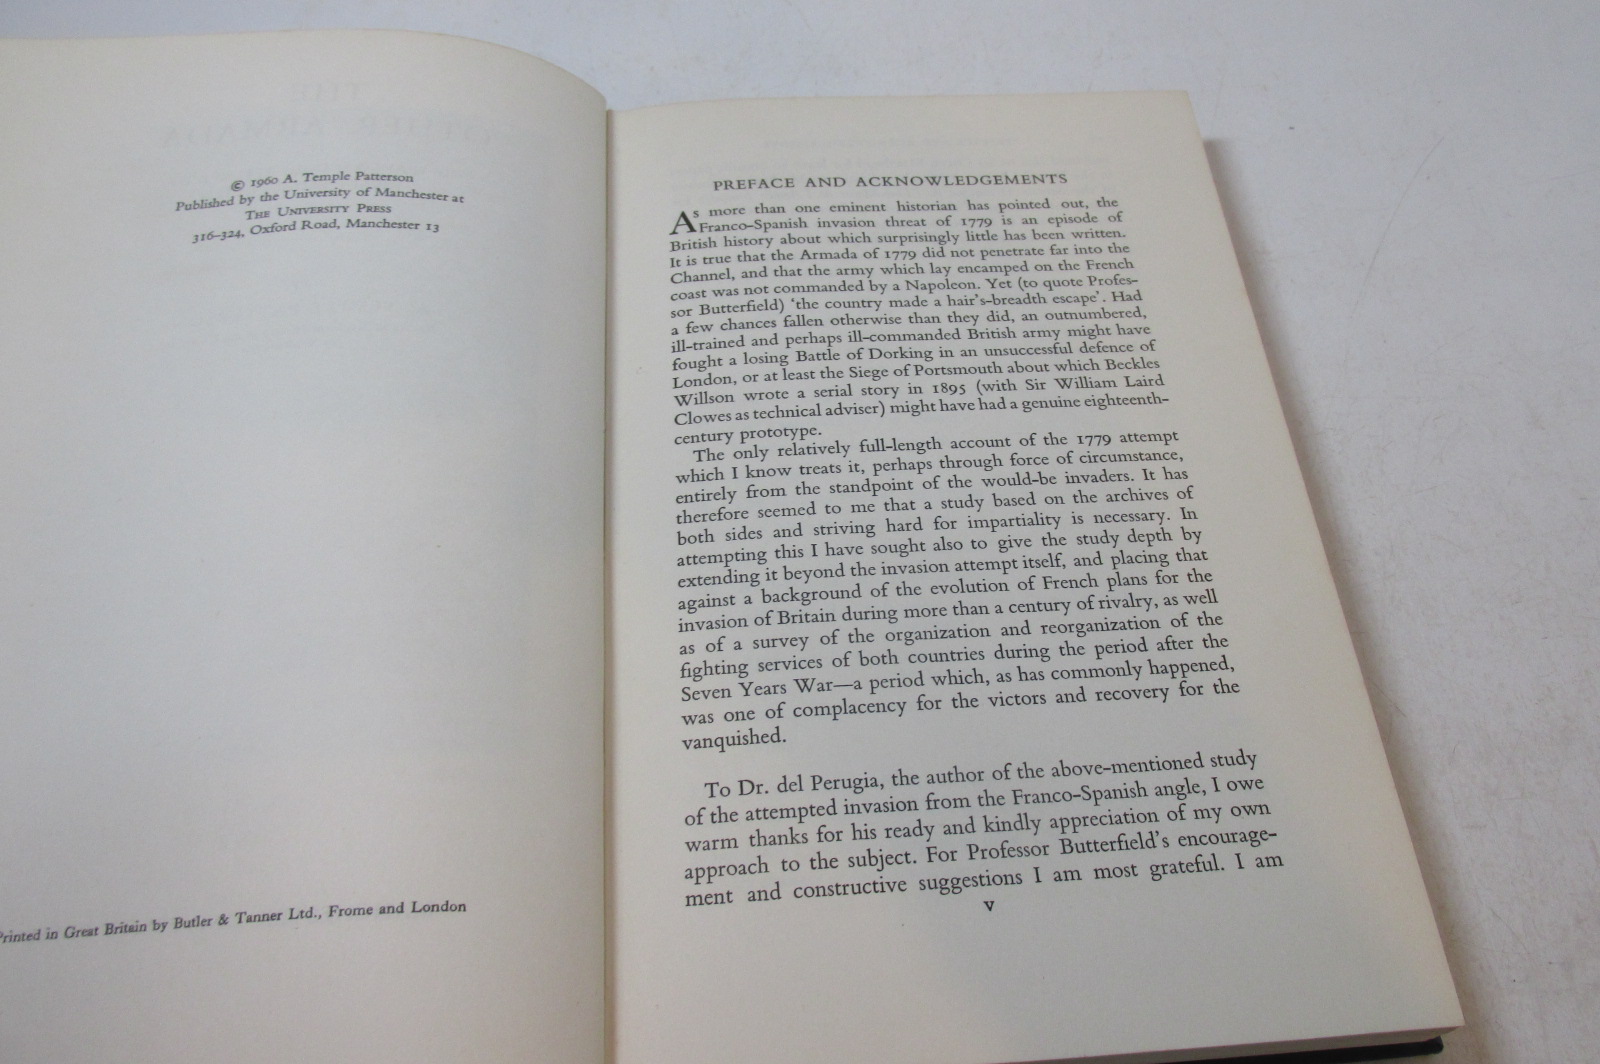 © 1960 A. Temple Patterson
Published by the University of Manchester at
THE UNIVERSITY PRESS
316–324, Oxford Road, Manchester 13
Printed in Great Britain by Butler & Tanner Ltd., Frome and London
PREFACE AND ACKNOWLEDGEMENTS
As more than one eminent historian has pointed out, the
Franco-Spanish invasion threat of 1779 is an episode of
British history about which surprisingly little has been written.
It is true that the Armada of 1779 did not penetrate far into the
Channel, and that the army which lay encamped on the French
coast was not commanded by a Napoleon. Yet (to quote Profes-
sor Butterfield) ‘the country made a hair’s-breadth escape’. Had
a few chances fallen otherwise than they did, an outnumbered,
ill-trained and perhaps ill-commanded British army might have
fought a losing Battle of Dorking in an unsuccessful defence of
London, or at least the Siege of Portsmouth about which Beckles
Willson wrote a serial story in 1895 (with Sir William Laird
Clowes as technical adviser) might have had a genuine eighteenth-
century prototype.
The only relatively full-length account of the 1779 attempt
which I know treats it, perhaps through force of circumstance,
entirely from the standpoint of the would-be invaders. It has
therefore seemed to me that a study based on the archives of
both sides and striving hard for impartiality is necessary. In
attempting this I have sought also to give the study depth by
extending it beyond the invasion attempt itself, and placing that
against a background of the evolution of French plans for the
invasion of Britain during more than a century of rivalry, as well
as of a survey of the organization and reorganization of the
fighting services of both countries during the period after the
Seven Years War—a period which, as has commonly happened,
was one of complacency for the victors and recovery for the
vanquished.
To Dr. del Perugia, the author of the above-mentioned study
of the attempted invasion from the Franco-Spanish angle, I owe
warm thanks for his ready and kindly appreciation of my own
approach to the subject. For Professor Butterfield’s encourage-
ment and constructive suggestions I am most grateful. I am
v